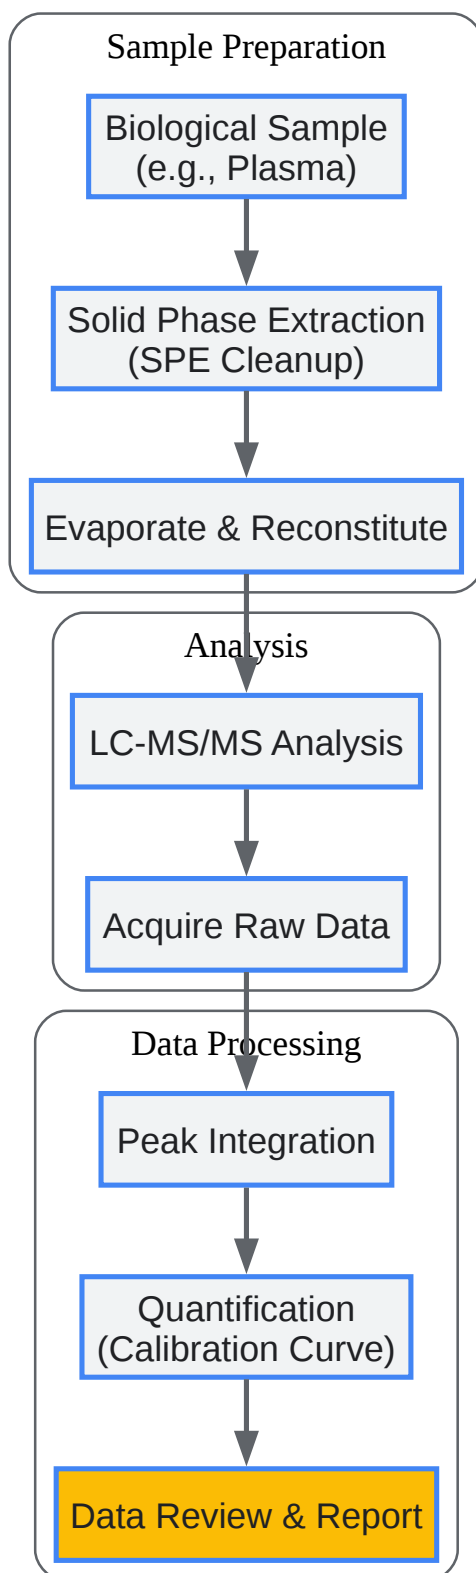 Sample Preparation
Biological Sample
(e.g., Plasma)
Solid Phase Extraction
(SPE Cleanup)
Evaporate & Reconstitute
Analysis
LC-MS/MS Analysis
Acquire Raw Data
Data Processing
Peak Integration
Quantification
(Calibration Curve)
Data Review & Report